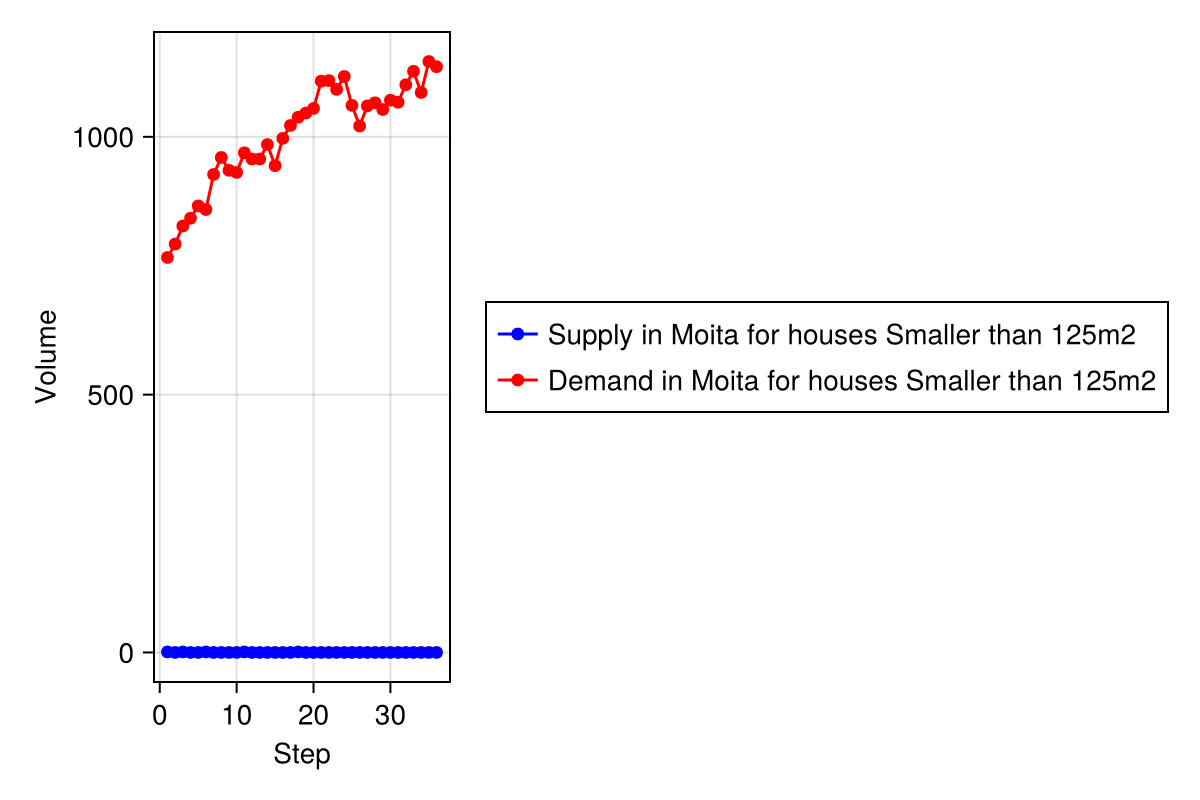 1000
500
0
Volume
0 10 20 30
Step
Supply in Moita for houses Smaller than 125m2
Demand in Moita for houses Smaller than 125m2